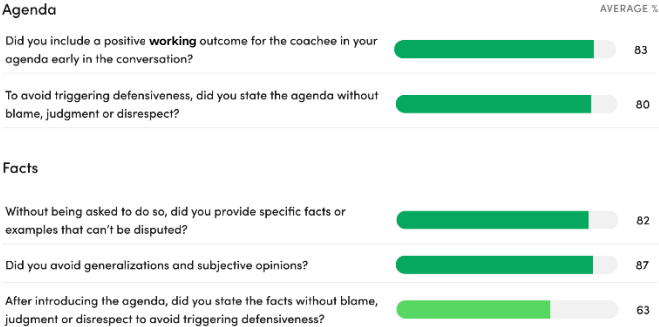 Agenda
AVERAGE %
Did you include a positive working outcome for the coachee in your
agenda early in the conversation?
83
To avoid triggering defensiveness, did you state the agenda without
blame, judgment or disrespect?
80
Facts
Without being asked to do so, did you provide specific facts or
examples that can't be disputed?
82
Did you avoid generalizations and subjective opinions?
87
After introducing the agenda, did you state the facts without blame,
judgment or disrespect to avoid triggering defensiveness?
63